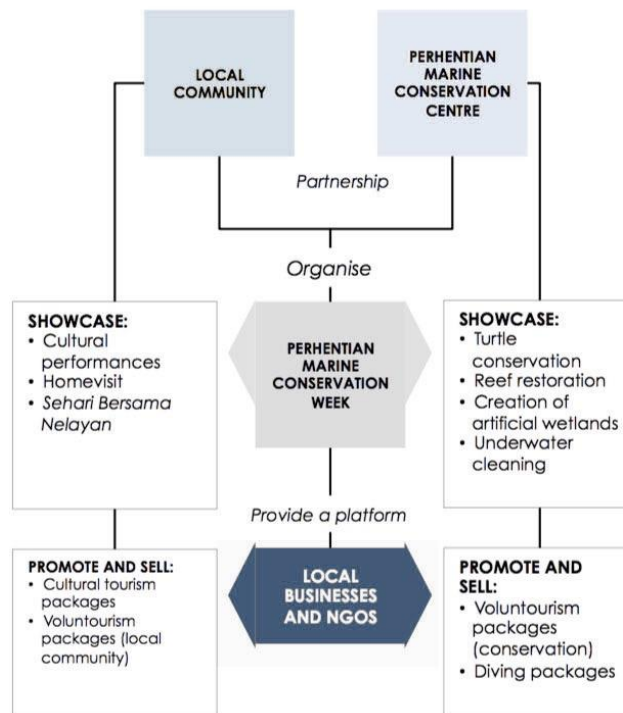 LOCAL
COMMUNITY
PERHENTIAN
MARINE
CONSERVATION
CENTRE
Partnership
Organise
SHOWCASE:
• Cultural
performances
• Homevisit
• Sehari Bersama
Nelayan
PERHENTIAN
MARINE
CONSERVATION
WEEK
SHOWCASE:
• Turtle
conservation
• Reef restoration
• Creation of
artificial wetlands
• Underwater
cleaning
Provide a platform
PROMOTE AND SELL:
• Cultural tourism
packages
• Voluntourism
packages (local
community)
LOCAL
BUSINESSES
AND NGOS
PROMOTE AND
SELL:
• Voluntourism
packages
(conservation)
• Diving packages